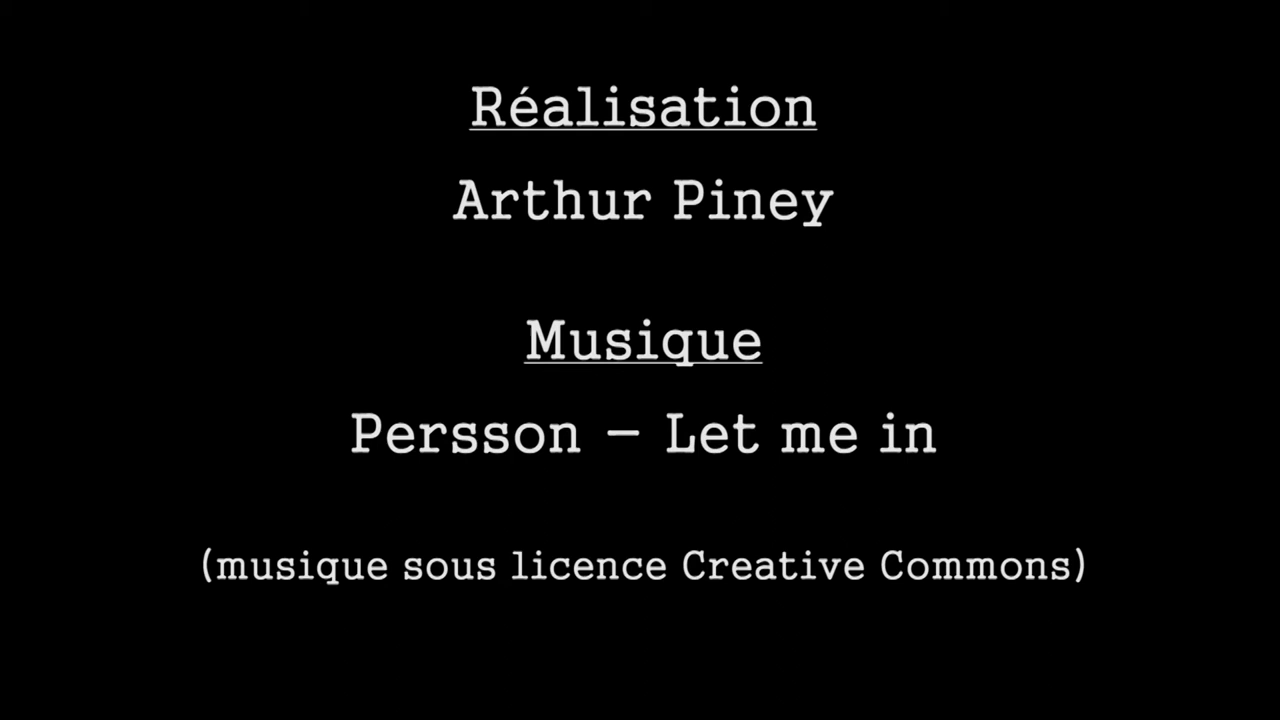 Réalisation
Arthur Piney
Musique
Persson – Let me in
(musique sous licence Creative Commons)